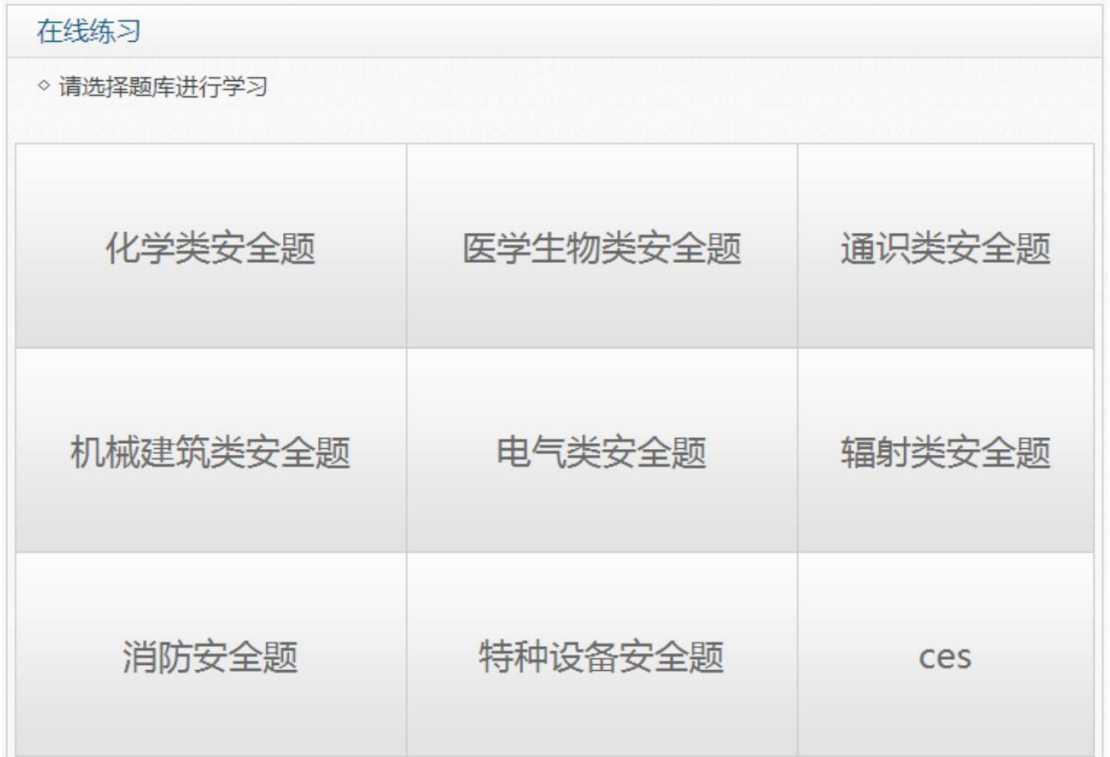 在线练习
◇ 请选择题库进行学习
化学类安全题 医学生物类安全题 通识类安全题
机械建筑类安全题 电气类安全题 辐射类安全题
消防安全题 特种设备安全题 ces